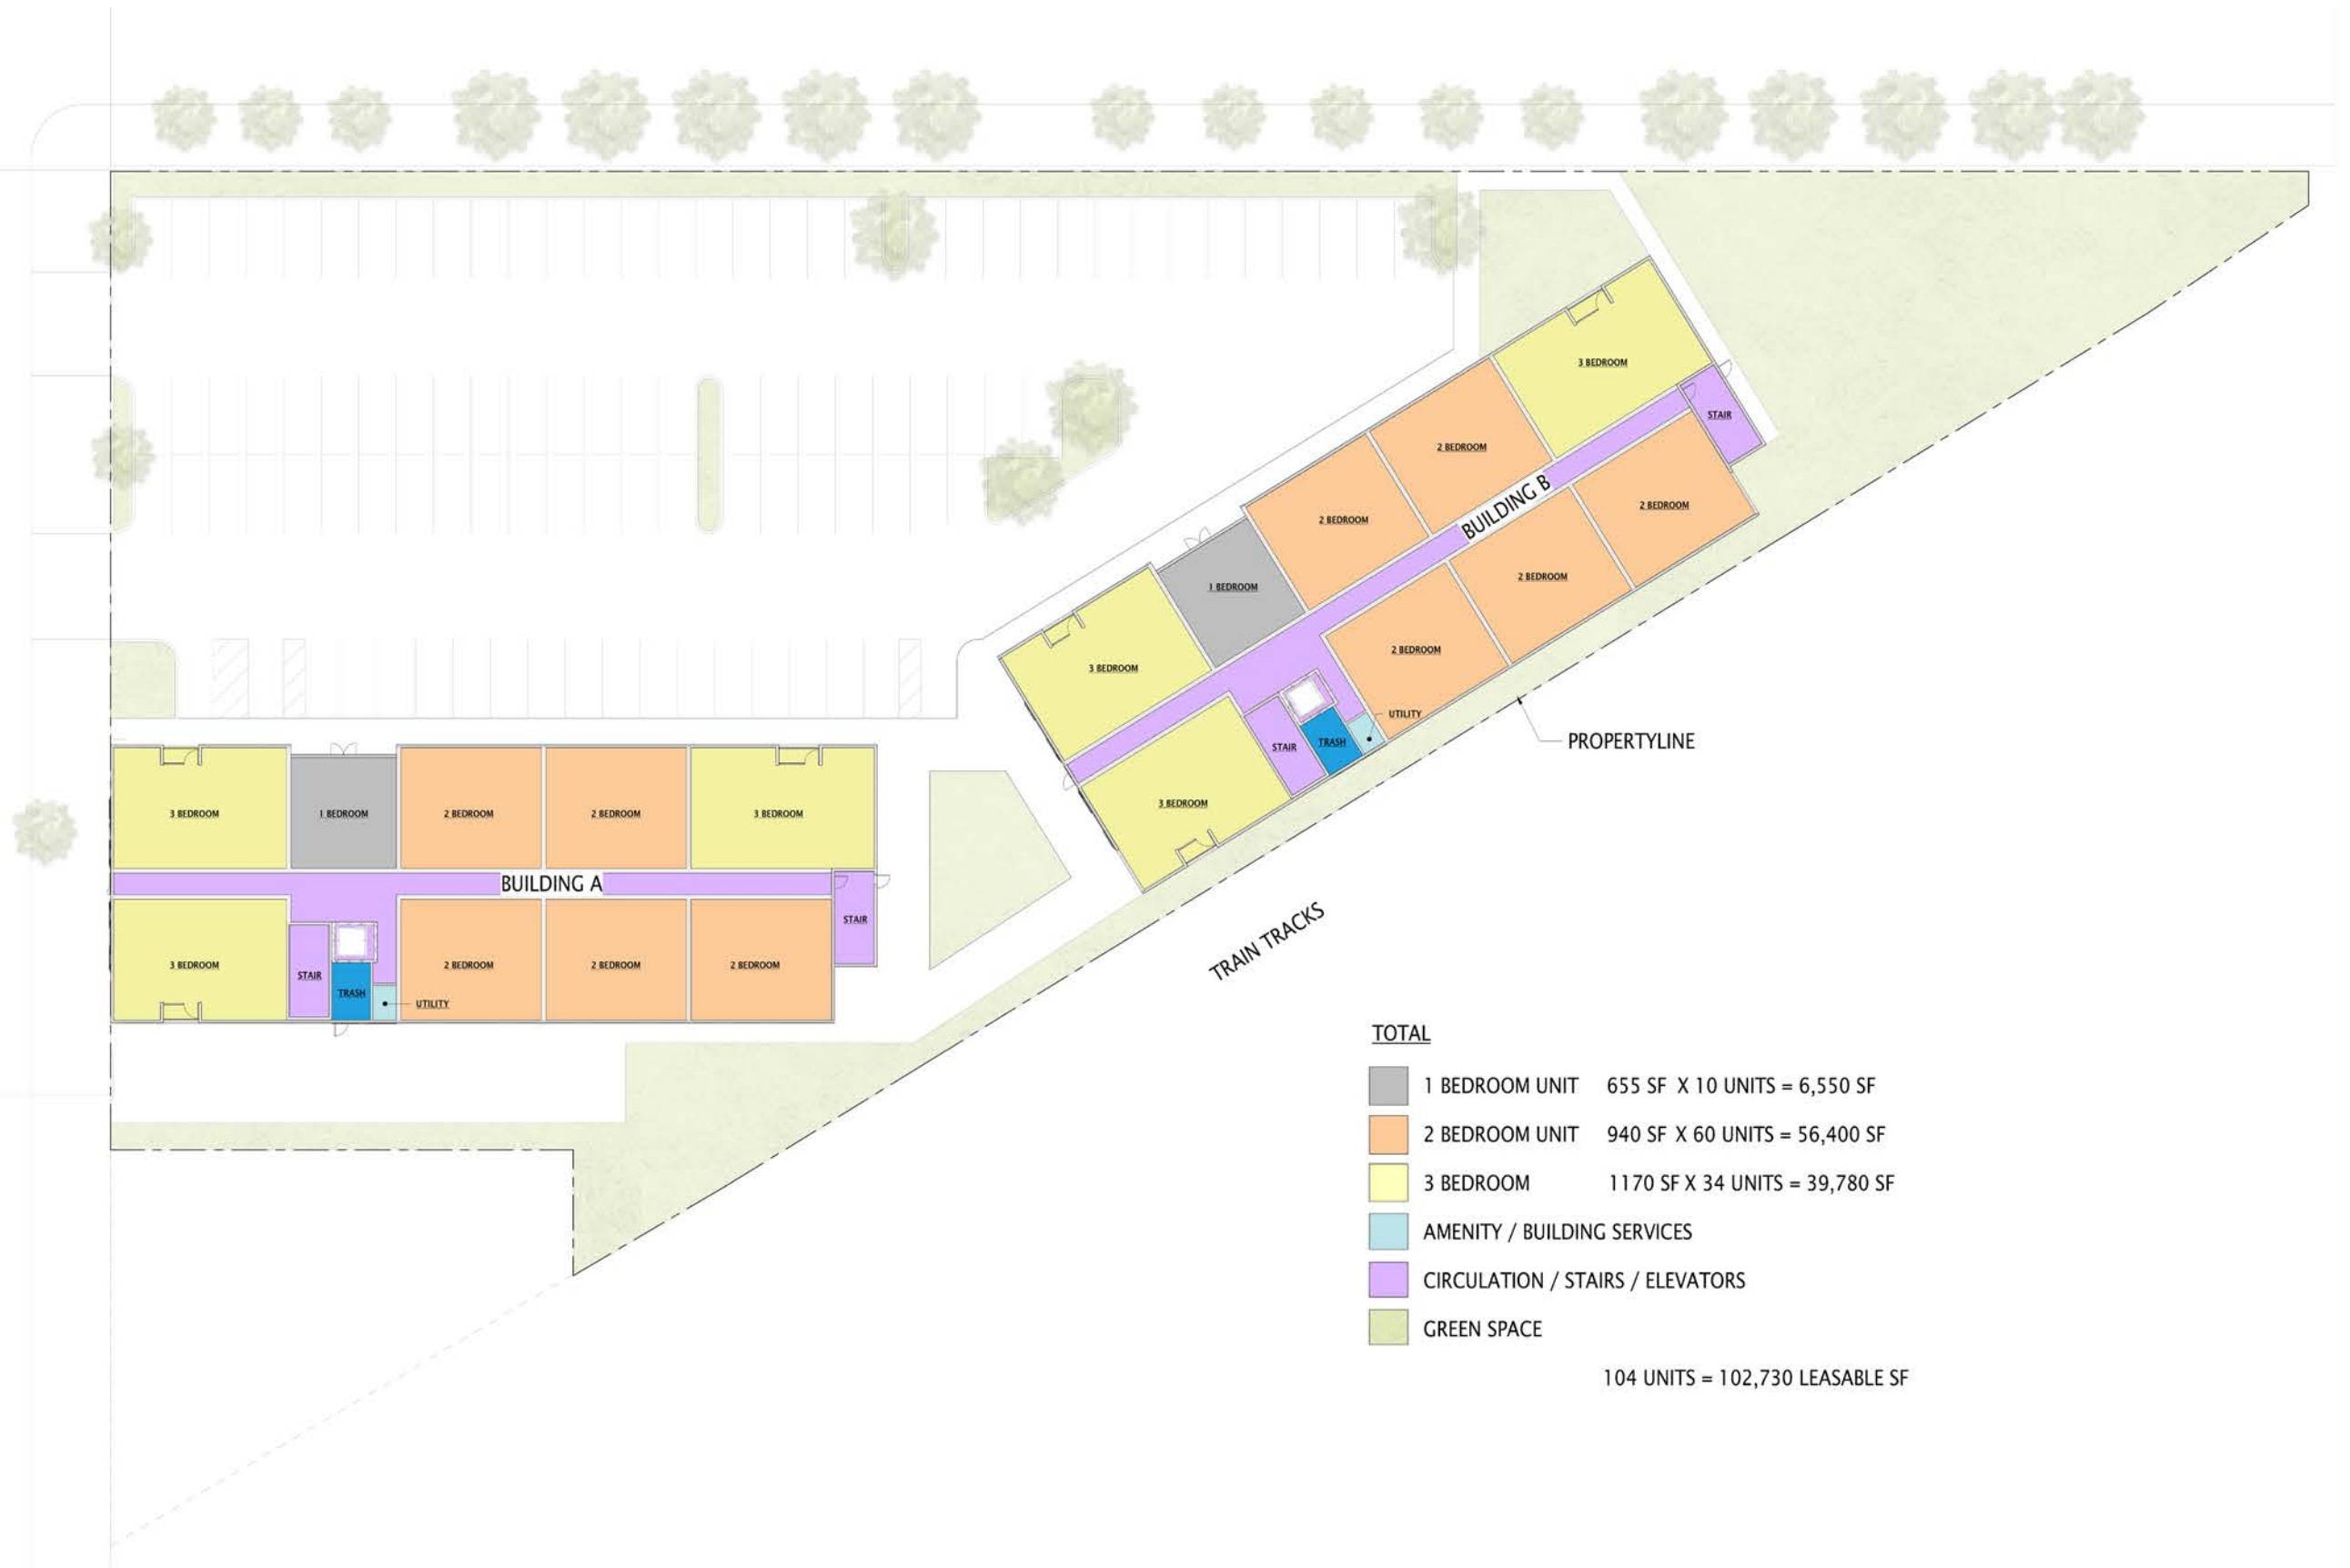 3 BEDROOM
STAIR
2 BEDROOM
2 BEDROOM
2 BEDROOM
BUILDING B
2 BEDROOM
1 BEDROOM
2 BEDROOM
3 BEDROOM
UTILITY
STAIR
TRASH
3 BEDROOM
PROPERTYLINE
3 BEDROOM
1 BEDROOM
2 BEDROOM
2 BEDROOM
3 BEDROOM
BUILDING A
STAIR
3 BEDROOM
STAIR
TRASH
2 BEDROOM
2 BEDROOM
2 BEDROOM
UTILITY
TRAIN TRACKS
TOTAL
1 BEDROOM UNIT 655 SF X 10 UNITS = 6,550 SF
2 BEDROOM UNIT 940 SF X 60 UNITS = 56,400 SF
3 BEDROOM 1170 SF X 34 UNITS = 39,780 SF
AMENITY / BUILDING SERVICES
CIRCULATION / STAIRS / ELEVATORS
GREEN SPACE
104 UNITS = 102,730 LEASABLE SF